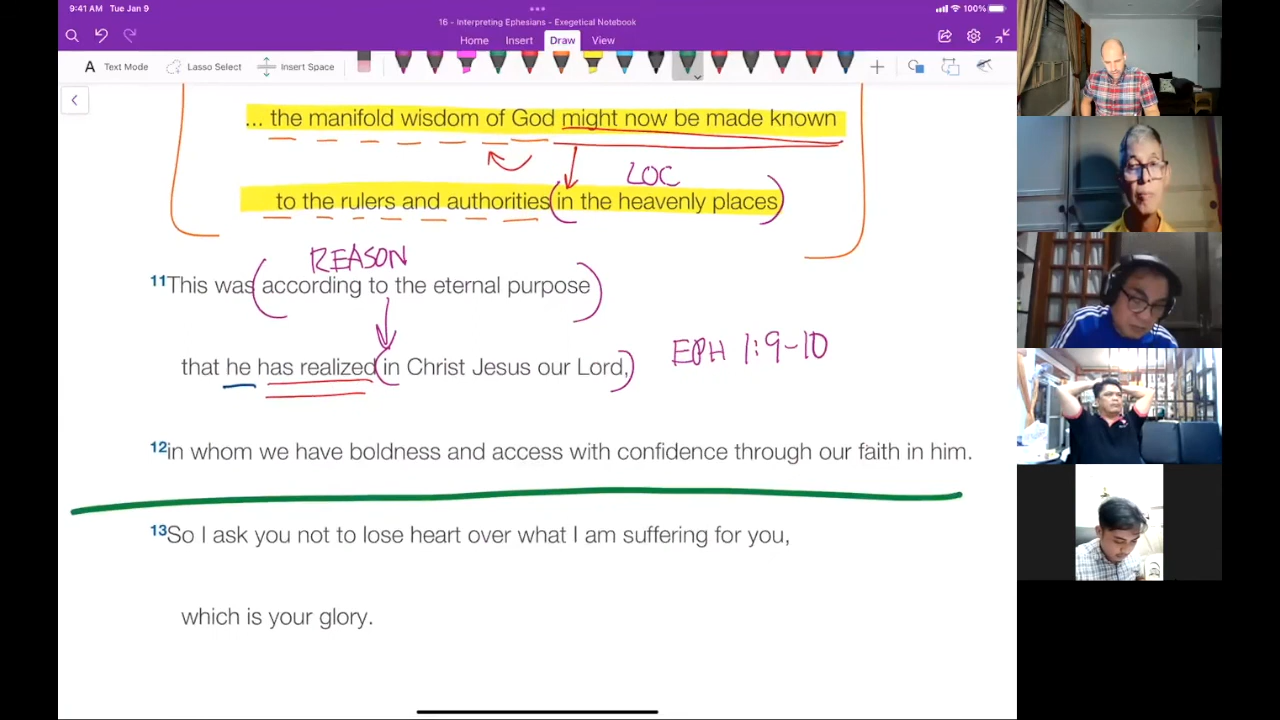 9:41 AM Tue Jan 9
100%
16 - Interpreting Ephesians - Exegetical Notebook
Home Insert Draw View
A Text Mode Lasso Select Insert Space
... the manifold wisdom of God might now be made known
LOC
to the rulers and authorities in the heavenly places
REASON
11This was according to the eternal purpose
EPH 1:9-10
that he has realized in Christ Jesus our Lord,
12in whom we have boldness and access with confidence through our faith in him.
13So I ask you not to lose heart over what I am suffering for you,
which is your glory.